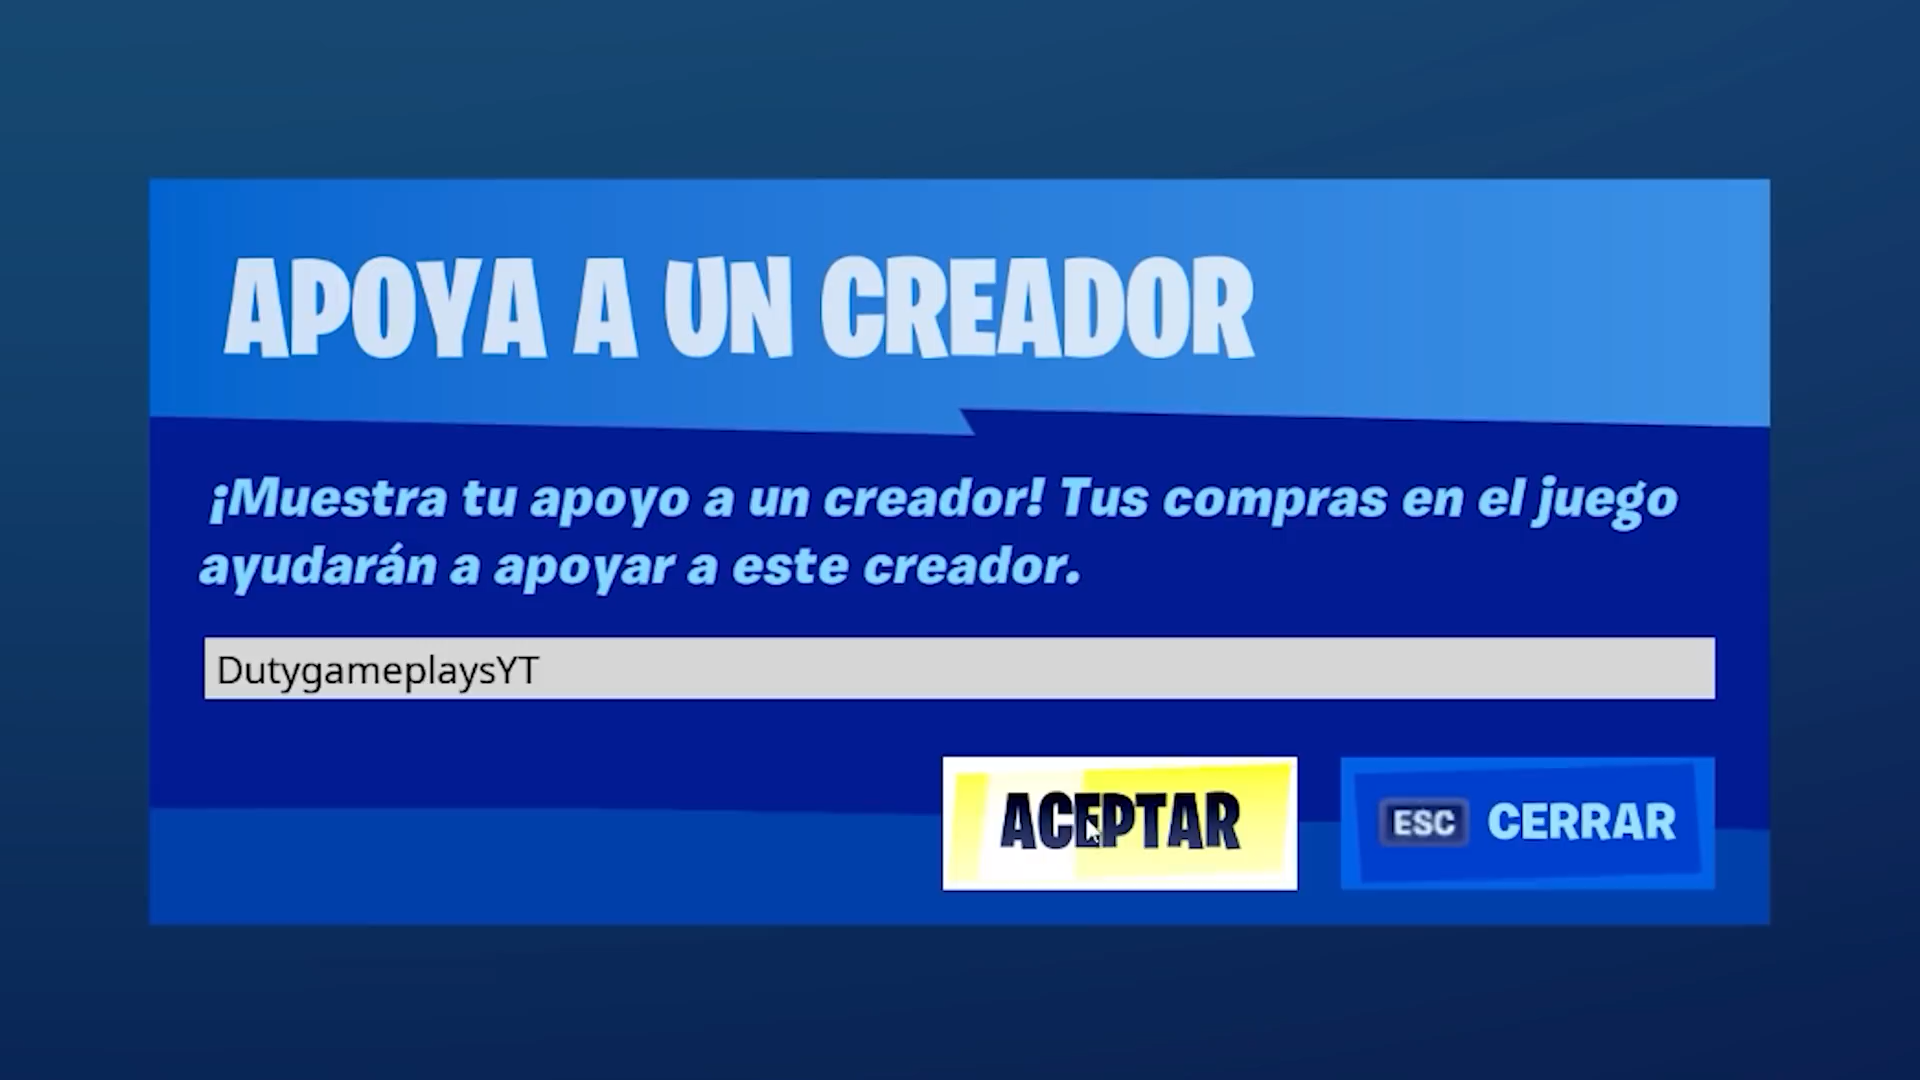 APOYA A UN CREADOR
¡Muestra tu apoyo a un creador! Tus compras en el juego
ayudarán a apoyar a este creador.
DutygameplaysYT
ACEPTAR
ESC CERRAR